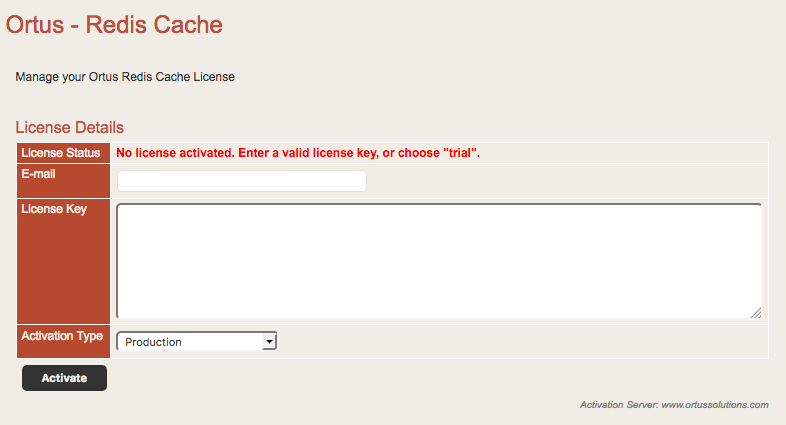 Ortus - Redis Cache
Manage your Ortus Redis Cache License
License Details
License Status No license activated. Enter a valid license key, or choose "trial".
E-mail
License Key
Activation Type Production
Activate
Activation Server: www.ortussolutions.com